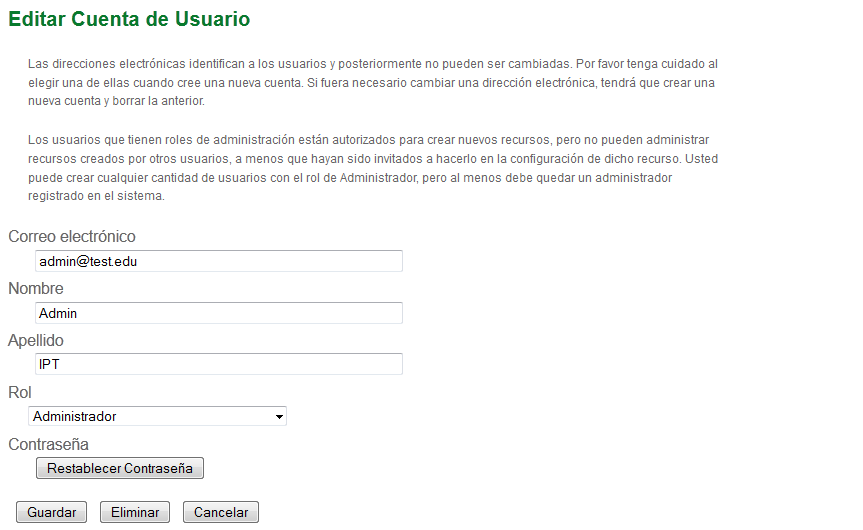 Editar Cuenta de Usuario
Las direcciones electrónicas identifican a los usuarios y posteriormente no pueden ser cambiadas. Por favor tenga cuidado al
elegir una de ellas cuando cree una nueva cuenta. Si fuera necesario cambiar una dirección electrónica, tendrá que crear una
nueva cuenta y borrar la anterior.
Los usuarios que tienen roles de administración están autorizados para crear nuevos recursos, pero no pueden administrar
recursos creados por otros usuarios, a menos que hayan sido invitados a hacerlo en la configuración de dicho recurso. Usted
puede crear cualquier cantidad de usuarios con el rol de Administrador, pero al menos debe quedar un administrador
registrado en el sistema.
Correo electrónico
admin@test.edu
Nombre
Admin
Apellido
IPT
Rol
Administrador
Contraseña
Restablecer Contraseña
Guardar Eliminar Cancelar